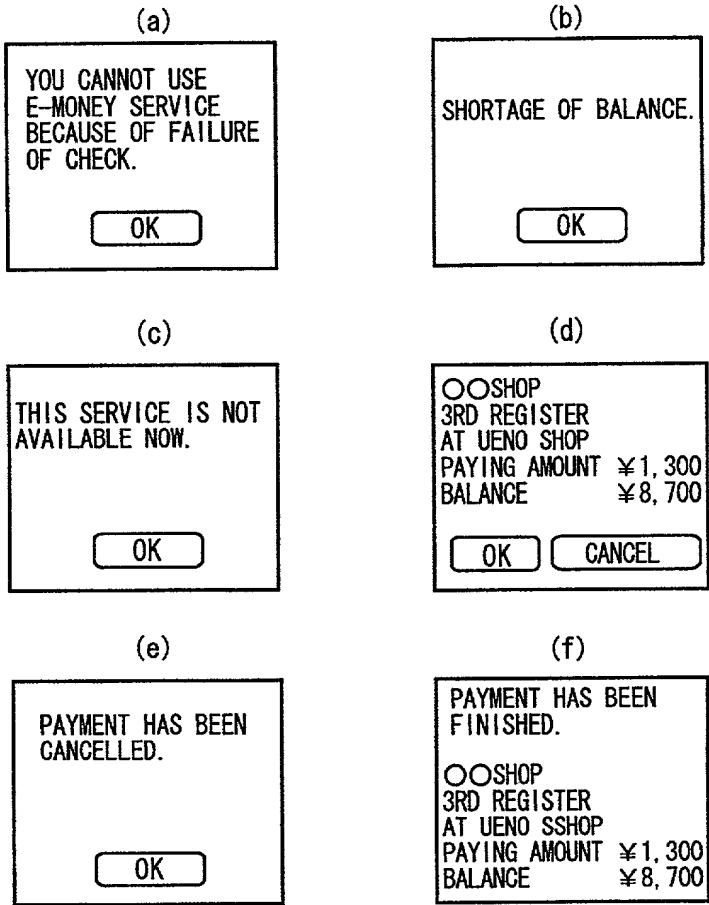 (a)
YOU CANNOT USE
E-MONEY SERVICE
BECAUSE OF FAILURE
OF CHECK.
OK
(b)
SHORTAGE OF BALANCE.
OK
(c)
THIS SERVICE IS NOT
AVAILABLE NOW.
OK
(d)
○○SHOP
3RD REGISTER
AT UENO SHOP
PAYING AMOUNT ¥1,300
BALANCE ¥8,700
OK CANCEL
(e)
PAYMENT HAS BEEN
CANCELLED.
OK
(f)
PAYMENT HAS BEEN
FINISHED.
○○SHOP
3RD REGISTER
AT UENO SSHOP
PAYING AMOUNT ¥1,300
BALANCE ¥8,700